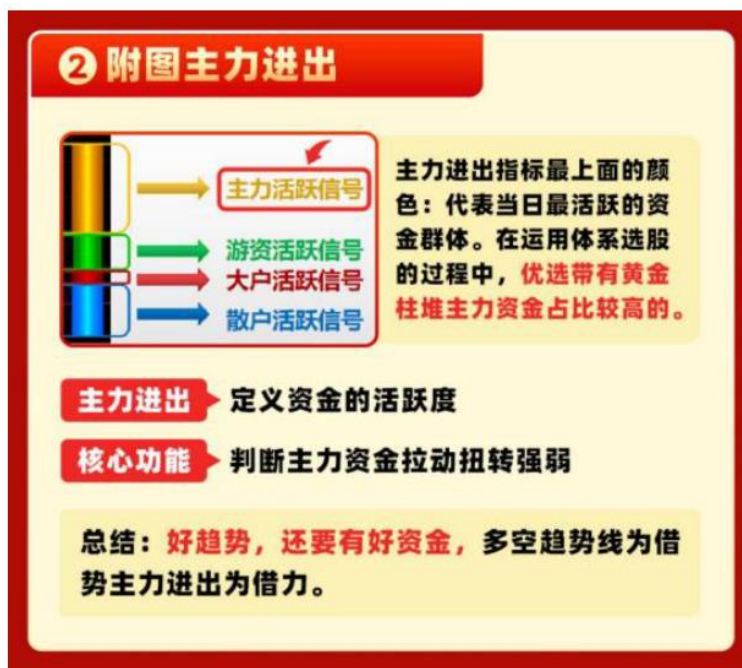 ② 附图主力进出
主力活跃信号
游资活跃信号
大户活跃信号
散户活跃信号
主力进出指标最上面的颜
色：代表当日最活跃的资
金群体。在运用体系选股
的过程中，优选带有黄金
柱堆主力资金占比较高的。
主力进出 定义资金的活跃度
核心功能 判断主力资金拉动扭转强弱
总结：好趋势，还要有好资金，多空趋势线为借
势主力进出为借力。